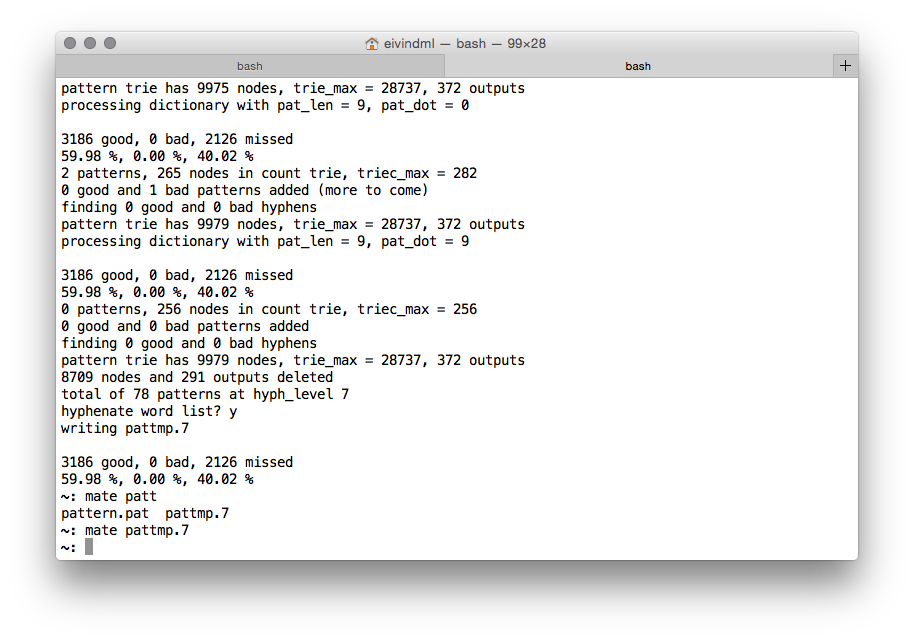 eivindml — bash — 99×28
bash bash +
pattern trie has 9975 nodes, trie_max = 28737, 372 outputs
processing dictionary with pat_len = 9, pat_dot = 0
3186 good, 0 bad, 2126 missed
59.98 %, 0.00 %, 40.02 %
2 patterns, 265 nodes in count trie, triec_max = 282
0 good and 1 bad patterns added (more to come)
finding 0 good and 0 bad hyphens
pattern trie has 9979 nodes, trie_max = 28737, 372 outputs
processing dictionary with pat_len = 9, pat_dot = 9
3186 good, 0 bad, 2126 missed
59.98 %, 0.00 %, 40.02 %
0 patterns, 256 nodes in count trie, triec_max = 256
0 good and 0 bad patterns added
finding 0 good and 0 bad hyphens
pattern trie has 9979 nodes, trie_max = 28737, 372 outputs
8709 nodes and 291 outputs deleted
total of 78 patterns at hyph_level 7
hyphenate word list? y
writing pattmp.7
3186 good, 0 bad, 2126 missed
59.98 %, 0.00 %, 40.02 %
~: mate patt
pattern.pat  pattmp.7
~: mate pattmp.7
~: